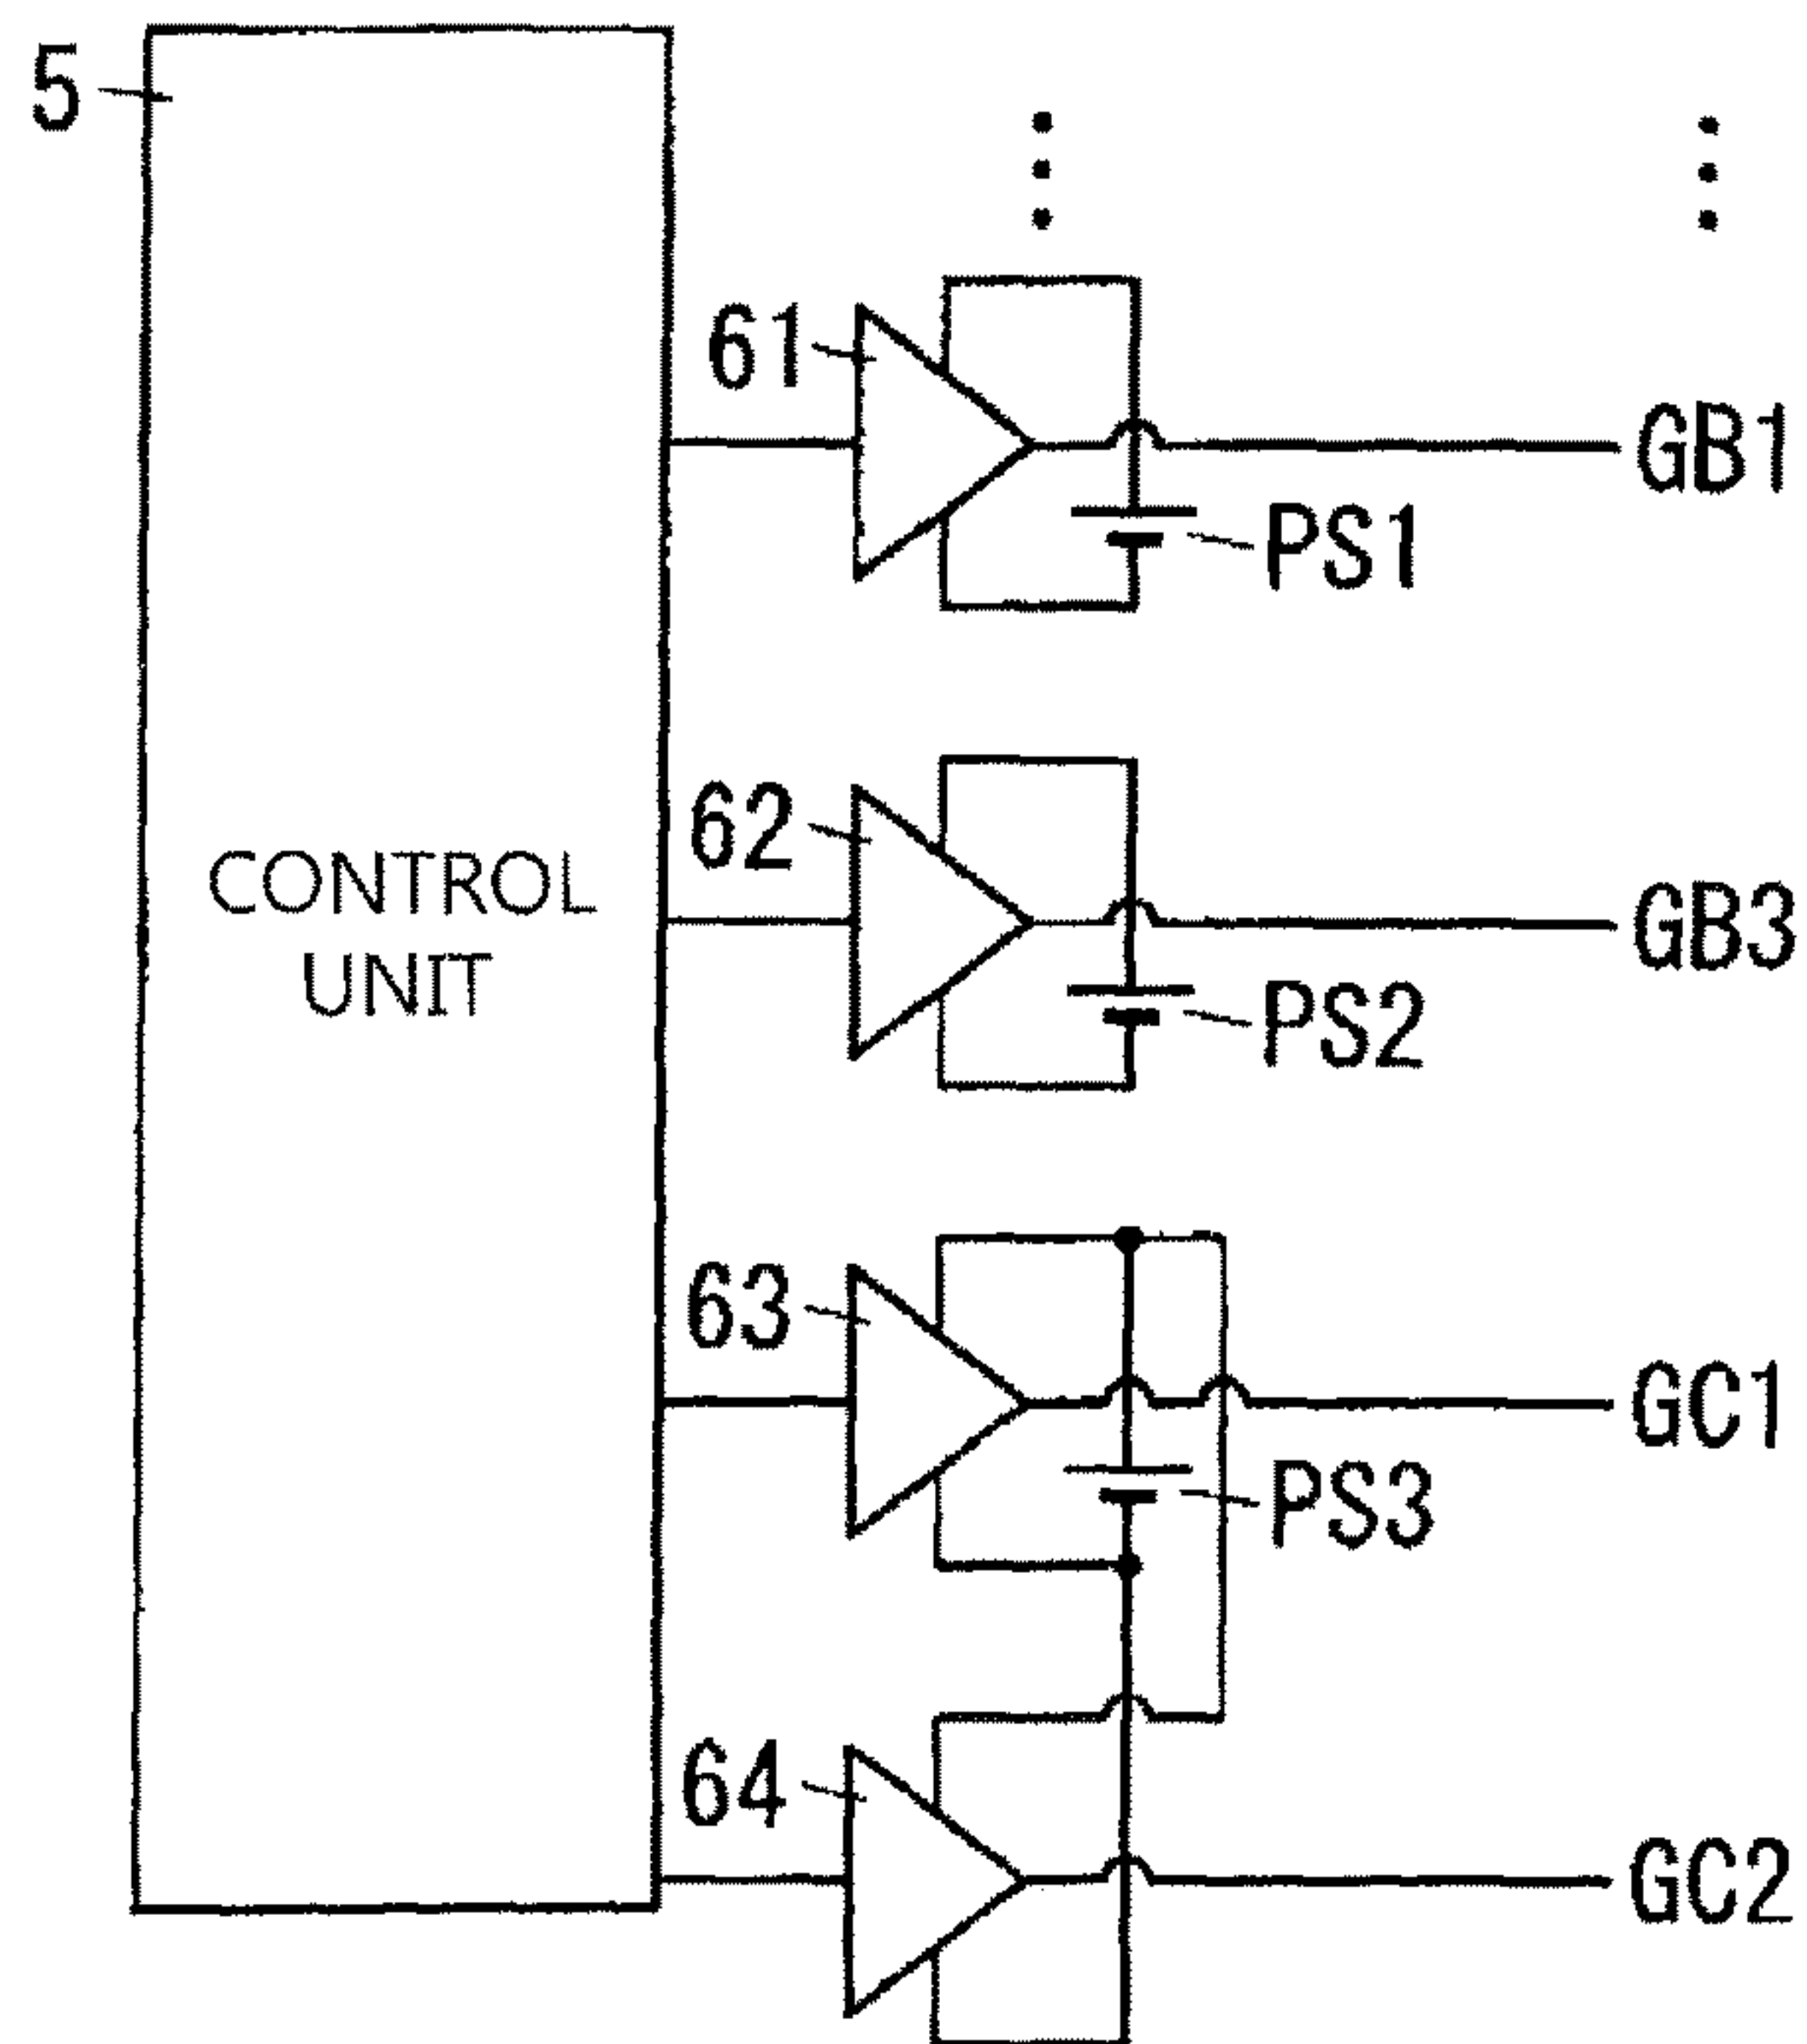 5
61
GB1
PS1
62
GB3
PS2
CONTROL
UNIT
63
GC1
PS3
64
GC2